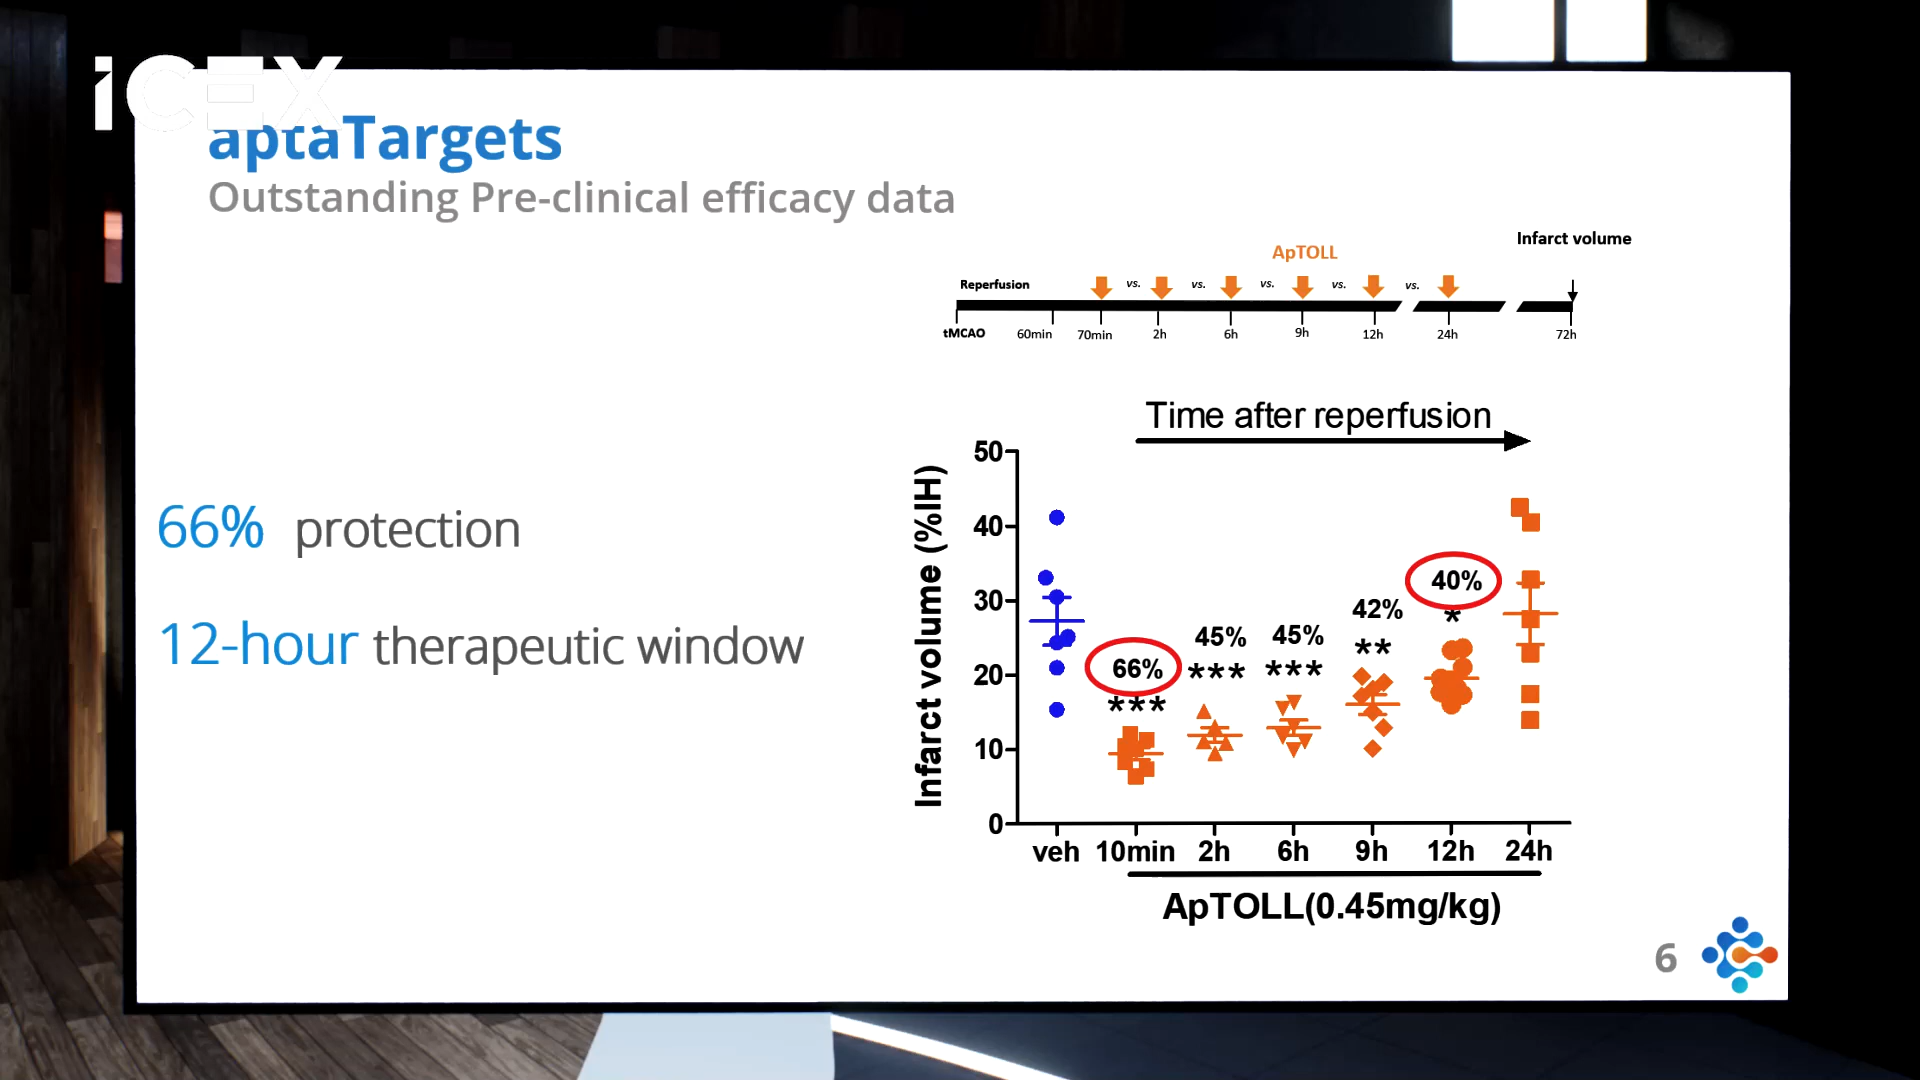 iCEX
aptaTargets
Outstanding Pre-clinical efficacy data
Infarct volume
ApTOLL
Reperfusion
vs. vs. vs. vs. vs.
tMCAO 60min 70min 2h 6h 9h 12h 24h 72h
66% protection
12-hour therapeutic window
Time after reperfusion
Infarct volume (%IH)
50
40
30
20
10
0
66%
***
45%
***
45%
***
42%
**
40%
*
veh 10min 2h 6h 9h 12h 24h
ApTOLL(0.45mg/kg)
6